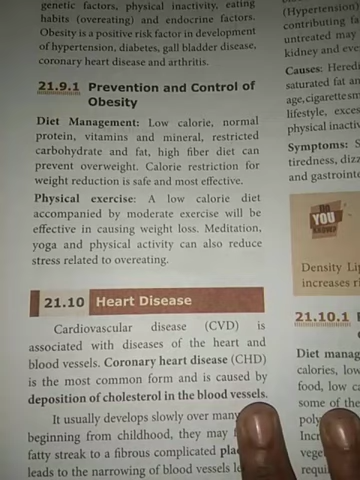 genetic factors, physical inactivity, eating
habits (overeating) and endocrine factors.
Obesity is a positive risk factor in development
of hypertension, diabetes, gall bladder disease,
coronary heart disease and arthritis.
21.9.1 Prevention and Control of
Obesity
Diet Management: Low calorie, normal
protein, vitamins and mineral, restricted
carbohydrate and fat, high fiber diet can
prevent overweight. Calorie restriction for
weight reduction is safe and most effective.
Physical exercise: A low calorie diet
accompanied by moderate exercise will be
effective in causing weight loss. Meditation,
yoga and physical activity can also reduce
stress related to overeating.
21.10 Heart Disease
Cardiovascular disease (CVD) is
associated with diseases of the heart and
blood vessels. Coronary heart disease (CHD)
is the most common form and is caused by
deposition of cholesterol in the blood vessels.
It usually develops slowly over many
beginning from childhood, they may
fatty streak to a fibrous complicated
leads to the narrowing of blood vessels
(Hypertension)
contributing
untreated may
kidney and
Causes:
saturated fat
age, cigarette
lifestyle,
physical
Symptoms:
tiredness,
and
DO
YOU
KNOW?
Density
increases
21.10.1
Diet
calories, low
food, low
some of the